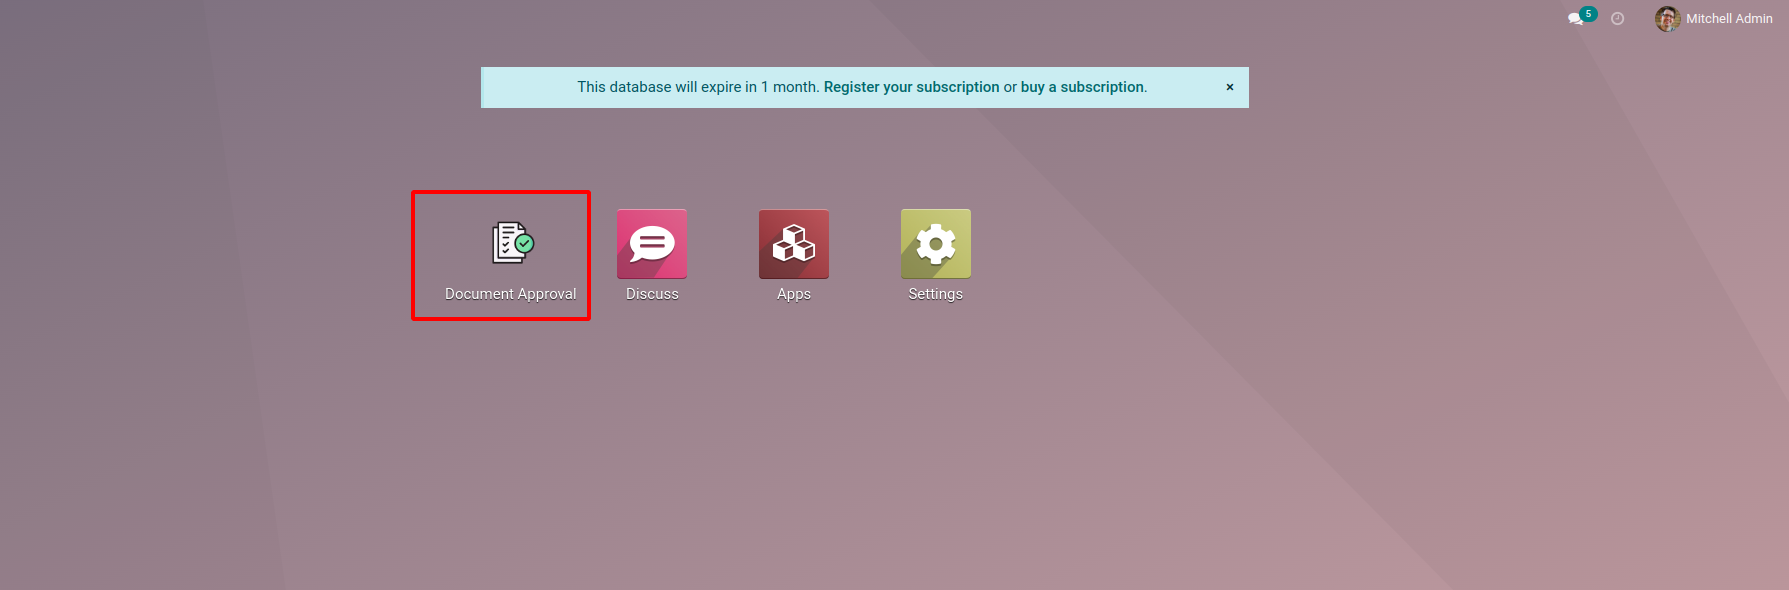 5
Mitchell Admin
This database will expire in 1 month. Register your subscription or buy a subscription. ×
Document Approval
Discuss
Apps
Settings